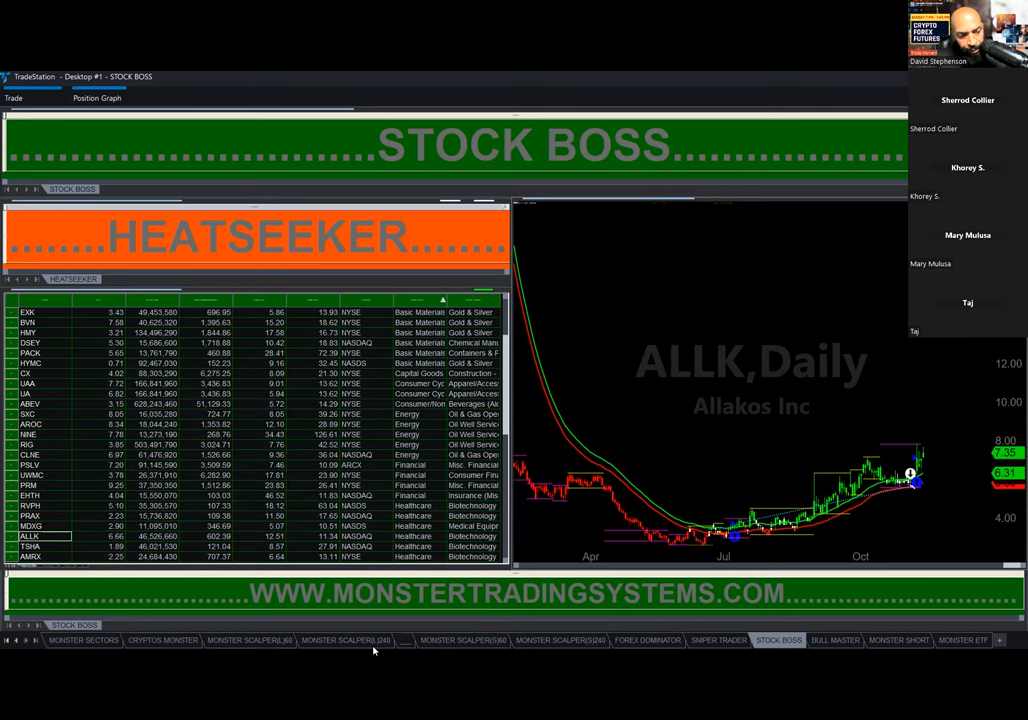 TradeStation - Desktop #1 - STOCK BOSS
Trade Position Graph
CRYPTO
FOREX
FUTURES
David Stephenson
Sherrod Collier
Sherrod Collier
Khorey S.
Khorey S.
Mary Mulusa
Mary Mulusa
Taj
Taj
................................STOCK BOSS....................
STOCK BOSS
........HEATSEEKER........
HEATSEEKER
EXK 3.43 49,453,580 696.95 5.86 13.93 NYSE Basic Materials Gold & Silver
BVN 7.58 40,625,320 1,395.63 15.20 18.62 NYSE Basic Materials Gold & Silver
HMY 3.21 134,496,290 1,844.86 17.58 16.73 NYSE Basic Materials Gold & Silver
DSEY 5.30 15,686,600 1,718.88 10.42 18.83 NASDAQ Basic Materials Chemical Manu
PACK 5.65 13,761,790 460.88 28.41 72.39 NYSE Basic Materials Containers & P
HYMC 0.71 92,467,030 152.23 9.16 32.45 NASDS Basic Materials Gold & Silver
CX 4.02 88,303,290 6,275.25 8.09 21.30 NYSE Capital Goods Construction -
UAA 7.72 166,841,960 3,436.83 9.01 13.62 NYSE Consumer Cyc Apparel/Acces
UA 6.82 166,841,960 3,436.83 5.94 13.62 NYSE Consumer Cyc Apparel/Acces
ABEV 3.15 628,243,460 51,129.33 5.72 14.29 NYSE Consumer/Non Beverages (Al
SXC 8.05 16,035,280 724.77 8.05 39.26 NYSE Energy Oil & Gas Oper
AROC 8.34 18,044,240 1,353.82 12.10 28.89 NYSE Energy Oil Well Servic
NINE 7.78 13,273,190 268.76 34.43 126.61 NYSE Energy Oil Well Servic
RIG 3.85 503,491,790 3,024.71 7.76 42.52 NYSE Energy Oil Well Servic
CLNE 6.97 61,476,920 1,526.66 9.36 36.04 NASDAQ Energy Oil & Gas Oper
PSLV 7.20 91,145,590 3,509.59 7.46 10.09 ARCX Financial Misc. Financi
UWMC 3.78 26,371,910 6,282.91 17.81 23.90 NYSE Financial Consumer Fina
PRM 9.25 37,350,350 1,512.86 23.83 26.41 NYSE Financial Misc. Financi
EHTH 4.04 15,550,070 103.03 46.52 11.83 NASDAQ Financial Insurance (Mis
RVPH 5.10 36,305,570 107.33 18.12 63.04 NASDS Healthcare Biotechnology
PRAX 2.23 15,736,820 109.38 11.50 17.65 NASDS Healthcare Biotechnology
MDXG 2.90 11,095,010 346.69 5.07 10.51 NASDS Healthcare Medical Equipr
ALLK 6.66 46,526,660 602.39 12.51 11.34 NASDAQ Healthcare Biotechnology
TSHA 1.89 46,021,530 121.04 8.57 27.91 NASDAQ Healthcare Biotechnology
AMRX 2.25 24,684,430 707.37 6.64 13.11 NYSE Healthcare Biotechnology
ALLK,Daily
Allakos Inc
12.00
10.00
8.00
7.35
6.31
4.00
Apr Jul Oct
WWW.MONSTERTRADINGSYSTEMS.COM
STOCK BOSS
MONSTER SECTORS CRYPTOS MONSTER MONSTER SCALPER(L)60 MONSTER SCALPER(L)240 ___ MONSTER SCALPER(S)60 MONSTER SCALPER(S)240 FOREX DOMINATOR SNIPER TRADER STOCK BOSS BULL MASTER MONSTER SHORT MONSTER ETF +